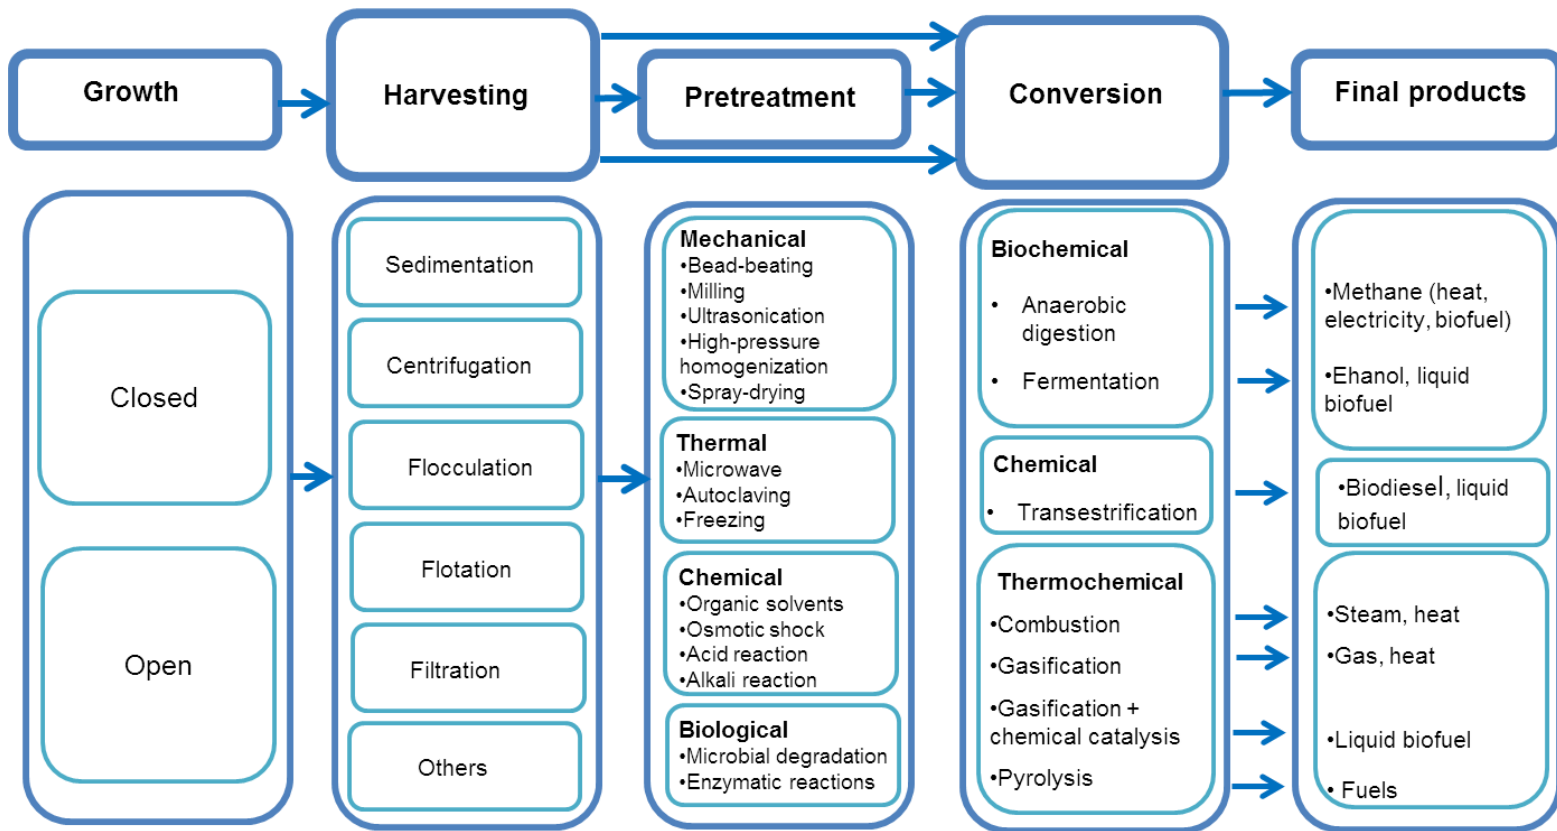 Growth
Harvesting
Pretreatment
Conversion
Final products
Closed
Open
Sedimentation
Centrifugation
Flocculation
Flotation
Filtration
Others
Mechanical
•Bead-beating
•Milling
•Ultrasonication
•High-pressure
homogenization
•Spray-drying
Thermal
•Microwave
•Autoclaving
•Freezing
Chemical
•Organic solvents
•Osmotic shock
•Acid reaction
•Alkali reaction
Biological
•Microbial degradation
•Enzymatic reactions
Biochemical
• Anaerobic
digestion
• Fermentation
Chemical
• Transestrification
Thermochemical
•Combustion
•Gasification
•Gasification +
chemical catalysis
•Pyrolysis
•Methane (heat,
electricity, biofuel)
•Ehanol, liquid
biofuel
•Biodiesel, liquid
biofuel
•Steam, heat
•Gas, heat
•Liquid biofuel
• Fuels